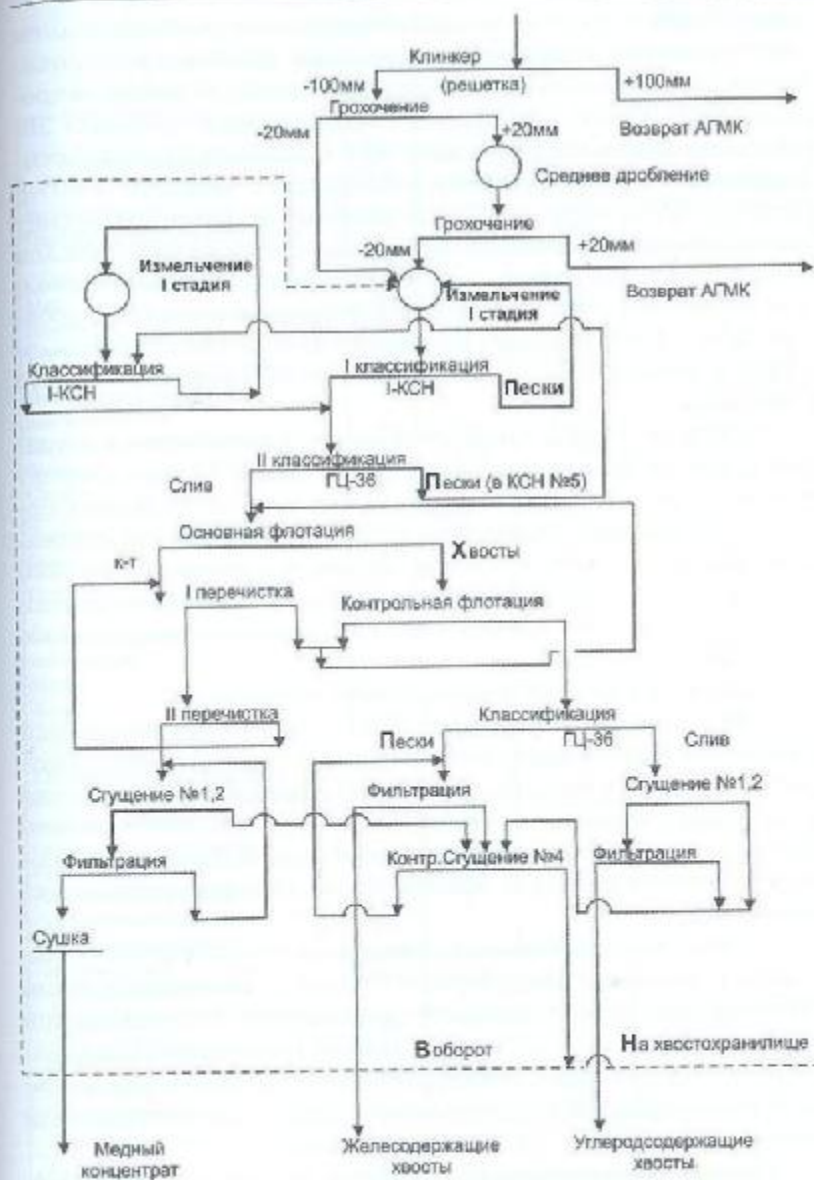 Клинкер
-100мм
(решетка)
+100мм
Грохочение
Возврат АГМК
-20мм
+20мм
Среднее дробление
Грохочение
-20мм
+20мм
Измельчение
I стадия
Возврат АГМК
Измельчение
I стадия
Классификация
I-КСН
I классификация
I-КСН
Пески
II классификация
ГЦ-36
Слив
Пески (в КСН №5)
Основная флотация
Хвосты
к-т
I перечистка
Контрольная флотация
II перечистка
Классификация
ГЦ-36
Пески
Слив
Сгущение №1,2
Фильтрация
Сгущение №1,2
Фильтрация
Контр.Сгущение №4
Фильтрация
Сушка
В оборот
На хвостохранилище
Медный
концентрат
Железосодержащие
хвосты
Углеродсодержащие
хвосты